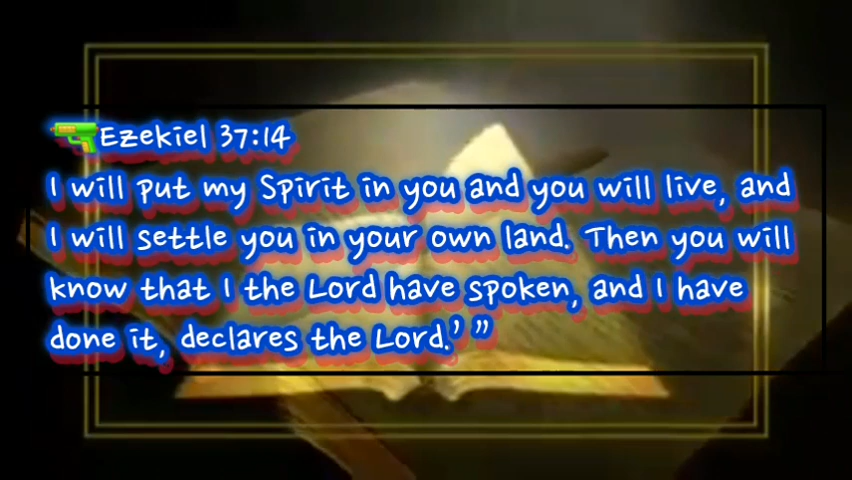 🔫Ezekiel 37:14
I will put my Spirit in you and you will live, and
I will settle you in your own land. Then you will
know that I the Lord have spoken, and I have
done it, declares the Lord.’ ”